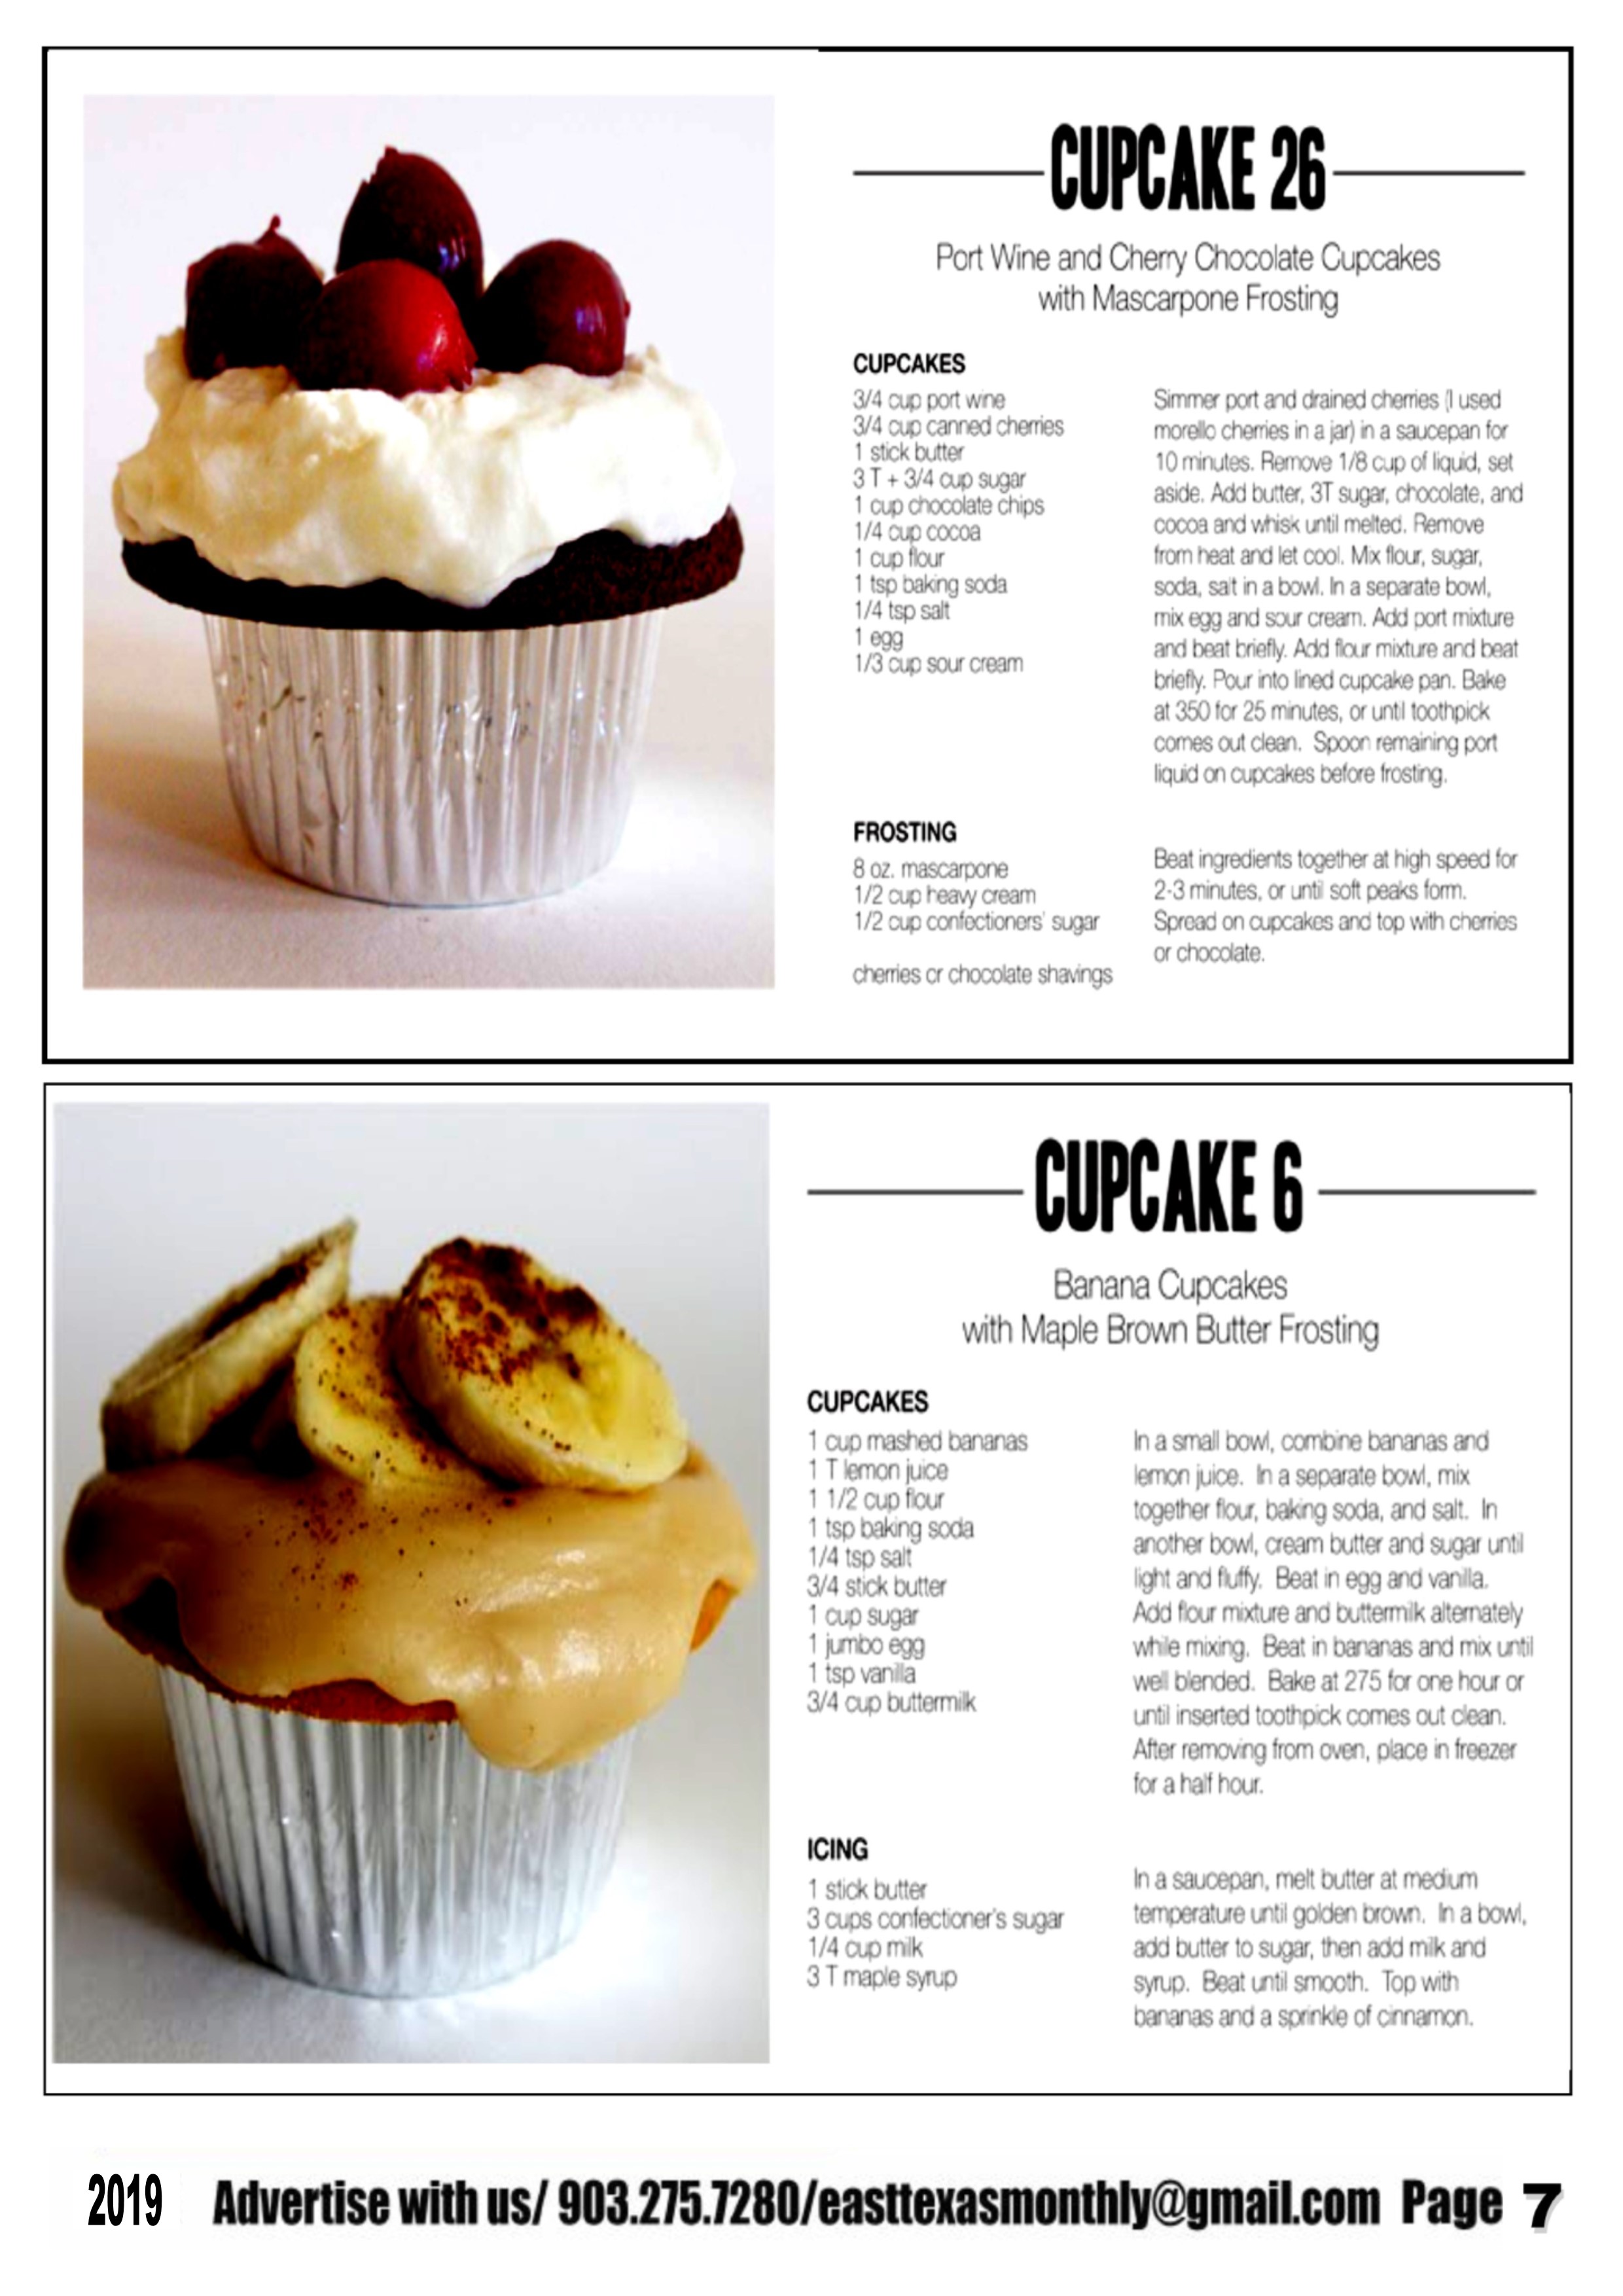 CUPCAKE 26
Port Wine and Cherry Chocolate Cupcakes
with Mascarpone Frosting
CUPCAKES
3/4 cup port wine
3/4 cup canned cherries
1 stick butter
3 T + 3/4 cup sugar
1 cup chocolate chips
1/4 cup cocoa
1 cup flour
1 tsp baking soda
1/4 tsp salt
1 egg
1/3 cup sour cream
Simmer port and drained cherries (I used
morello cherries in a jar) in a saucepan for
10 minutes. Remove 1/8 cup of liquid, set
aside. Add butter, 3T sugar, chocolate, and
cocoa and whisk until melted. Remove
from heat and let cool. Mix flour, sugar,
soda, salt in a bowl. In a separate bowl,
mix egg and sour cream. Add port mixture
and beat briefly. Add flour mixture and beat
briefly. Pour into lined cupcake pan. Bake
at 350 for 25 minutes, or until toothpick
comes out clean. Spoon remaining port
liquid on cupcakes before frosting.
FROSTING
8 oz. mascarpone
1/2 cup heavy cream
1/2 cup confectioners' sugar
cherries or chocolate shavings
Beat ingredients together at high speed for
2-3 minutes, or until soft peaks form.
Spread on cupcakes and top with cherries
or chocolate.
CUPCAKE 6
Banana Cupcakes
with Maple Brown Butter Frosting
CUPCAKES
1 cup mashed bananas
1 T lemon juice
1 1/2 cup flour
1 tsp baking soda
1/4 tsp salt
3/4 stick butter
1 cup sugar
1 jumbo egg
1 tsp vanilla
3/4 cup buttermilk
In a small bowl, combine bananas and
lemon juice. In a separate bowl, mix
together flour, baking soda, and salt. In
another bowl, cream butter and sugar until
light and fluffy. Beat in egg and vanilla.
Add flour mixture and buttermilk alternately
while mixing. Beat in bananas and mix until
well blended. Bake at 275 for one hour or
until inserted toothpick comes out clean.
After removing from oven, place in freezer
for a half hour.
ICING
1 stick butter
3 cups confectioner's sugar
1/4 cup milk
3 T maple syrup
In a saucepan, melt butter at medium
temperature until golden brown. In a bowl,
add butter to sugar, then add milk and
syrup. Beat until smooth. Top with
bananas and a sprinkle of cinnamon.
2019 Advertise with us/ 903.275.7280/easttexasmonthly@gmail.com Page 7